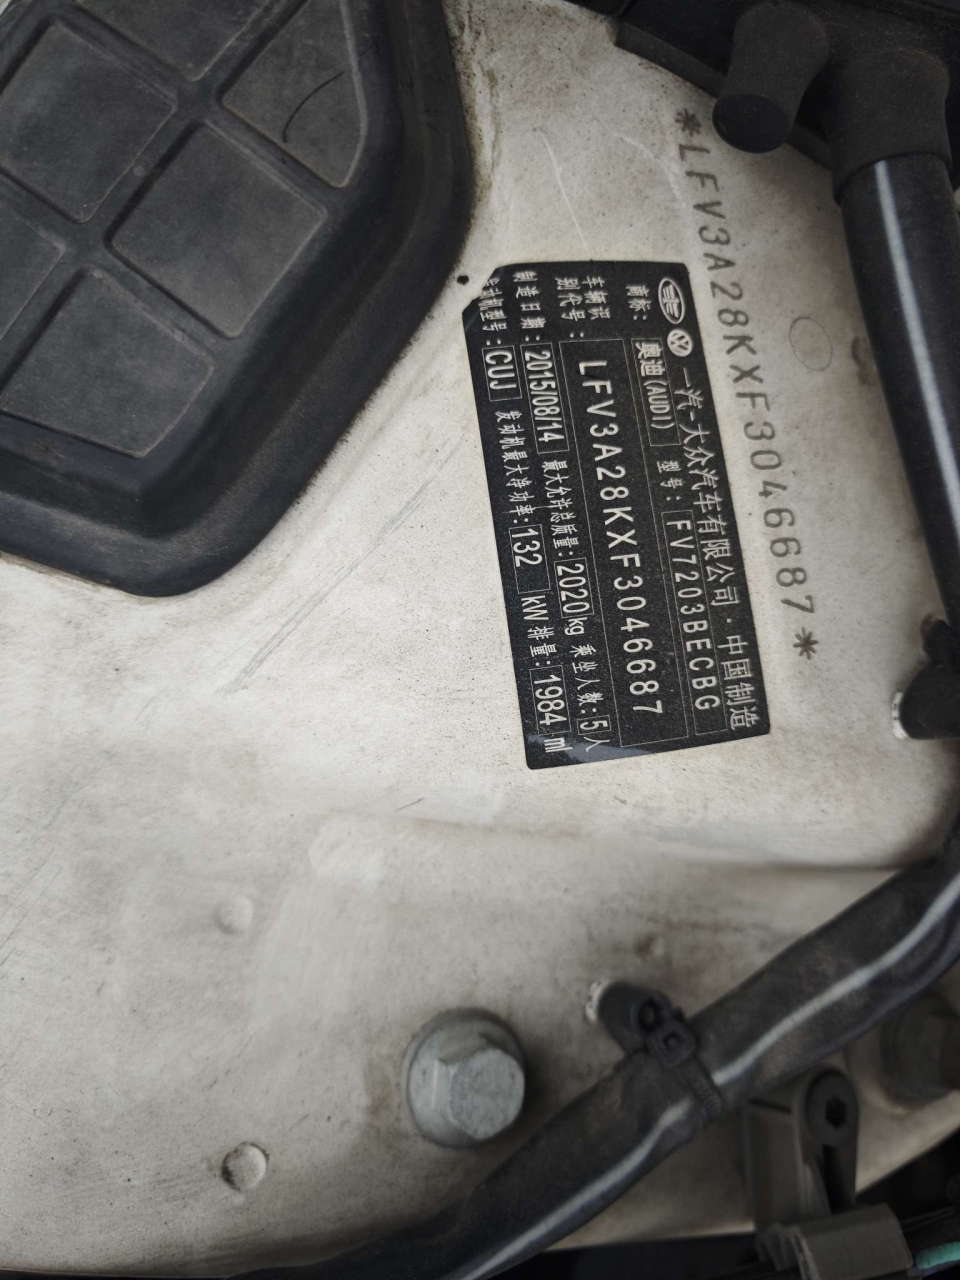 *LFV3A28KXF3046687*
一汽-大众汽车有限公司·中国制造
商标: 奥迪(AUDI) 型号: FV7203BECBG
车辆识别代号: LFV3A28KXF3046687
制造日期: 2015/08/14 最大允许总质量: 2020kg 乘坐人数: 5人
发动机型号: CUJ 发动机最大净功率: 132 kW 排量: 1984 ml